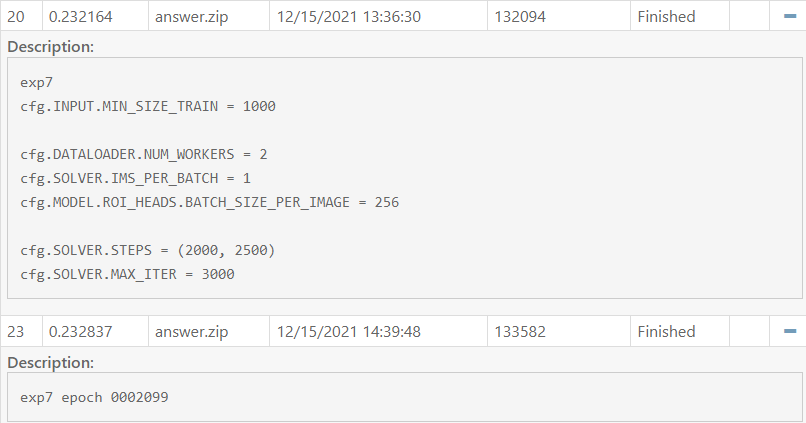 20 0.232164 answer.zip 12/15/2021 13:36:30 132094 Finished
Description:
exp7
cfg.INPUT.MIN_SIZE_TRAIN = 1000
cfg.DATALOADER.NUM_WORKERS = 2
cfg.SOLVER.IMS_PER_BATCH = 1
cfg.MODEL.ROI_HEADS.BATCH_SIZE_PER_IMAGE = 256
cfg.SOLVER.STEPS = (2000, 2500)
cfg.SOLVER.MAX_ITER = 3000
23 0.232837 answer.zip 12/15/2021 14:39:48 133582 Finished
Description:
exp7 epoch 0002099